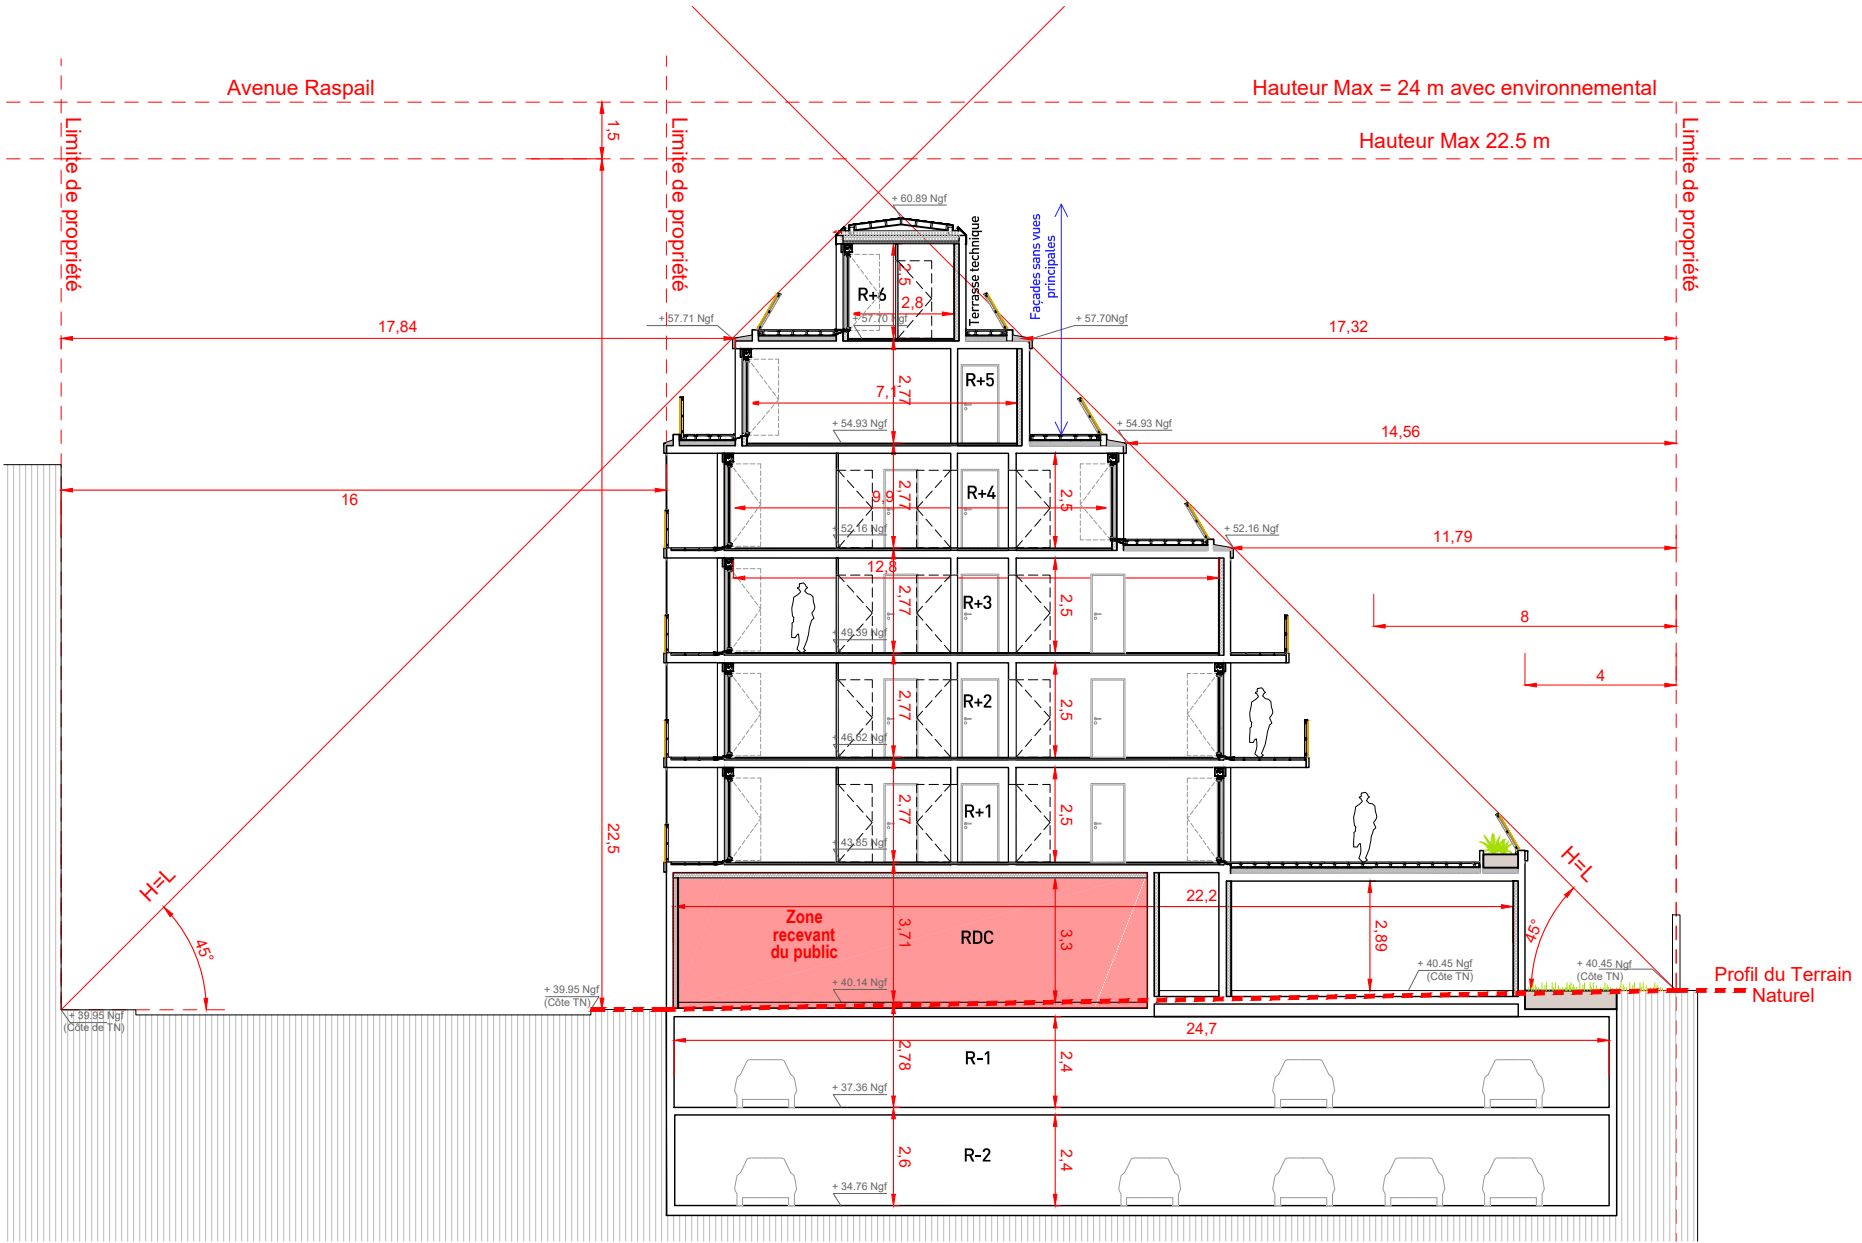 Avenue Raspail
Hauteur Max = 24 m avec environnemental
Hauteur Max 22.5 m
1,5
Limite de propriété
Limite de propriété
Limite de propriété
+ 60.89 Ngf
Terrasse technique
Façades sans vues
principales
R+6
2,5
2,8
+ 57.71 Ngf
+ 57.70 Ngf
+ 57.70Ngf
17,84
17,32
R+5
2,77
7,1
+ 54.93 Ngf
+ 54.93 Ngf
14,56
16
R+4
2,77
9,9
2,5
+ 52.16 Ngf
+ 52.16 Ngf
11,79
12,8
R+3
2,77
2,5
+ 49.39 Ngf
8
4
R+2
2,77
2,5
+ 46.62 Ngf
R+1
2,77
2,5
+ 43.85 Ngf
22,5
H=L
45°
H=L
45°
22,2
Zone
recevant
du public
RDC
3,71
3,3
2,89
+ 40.14 Ngf
+ 40.45 Ngf
(Côte TN)
+ 40.45 Ngf
(Côte TN)
+ 39.95 Ngf
(Côte TN)
+ 39.95 Ngf
(Côte de TN)
Profil du Terrain
Naturel
24,7
R-1
2,78
2,4
+ 37.36 Ngf
R-2
2,6
2,4
+ 34.76 Ngf